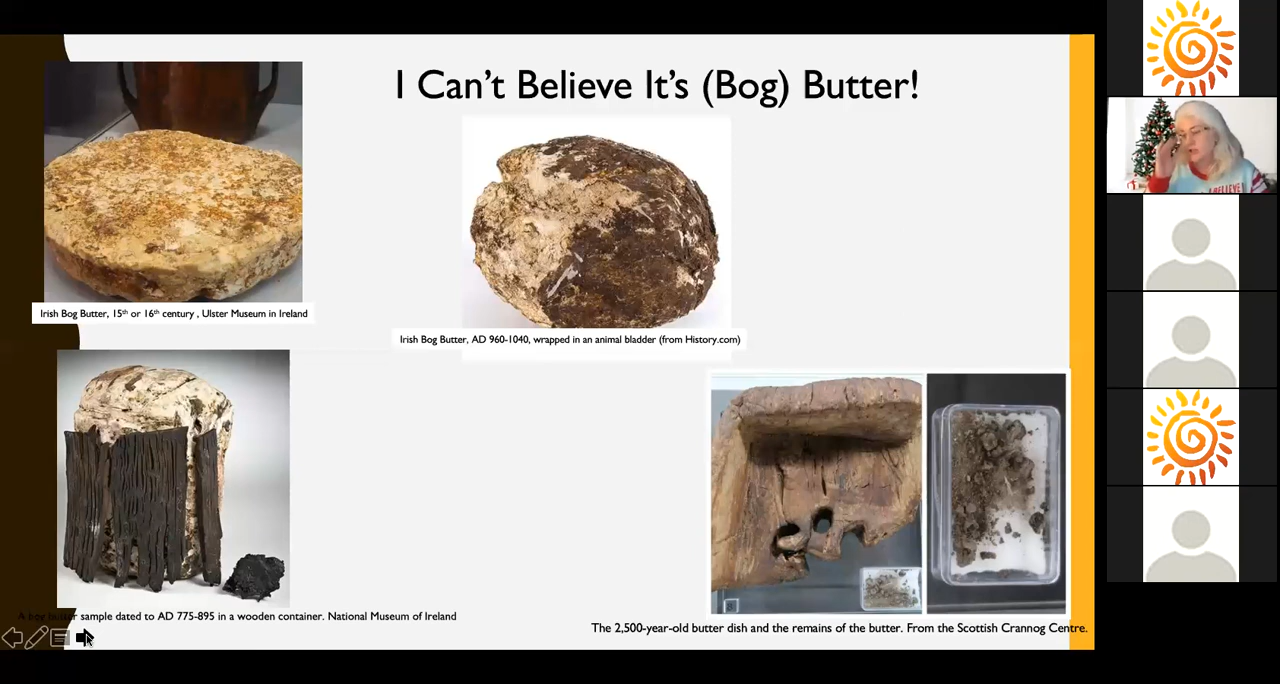 I Can't Believe It's (Bog) Butter!
Irish Bog Butter, 15th or 16th century , Ulster Museum in Ireland
Irish Bog Butter, AD 960-1040, wrapped in an animal bladder (from History.com)
A bog butter sample dated to AD 775-895 in a wooden container. National Museum of Ireland
The 2,500-year-old butter dish and the remains of the butter. From the Scottish Crannog Centre.
BELIEVE